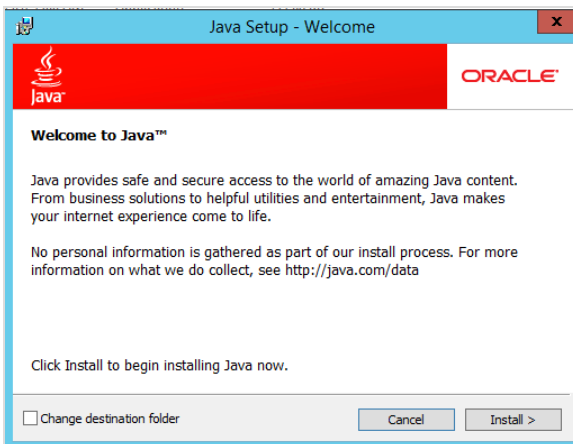 Java Setup - Welcome
x
Java™
ORACLE®
Welcome to Java™
Java provides safe and secure access to the world of amazing Java content.
From business solutions to helpful utilities and entertainment, Java makes
your internet experience come to life.
No personal information is gathered as part of our install process. For more
information on what we do collect, see http://java.com/data
Click Install to begin installing Java now.
Change destination folder
Cancel
Install >